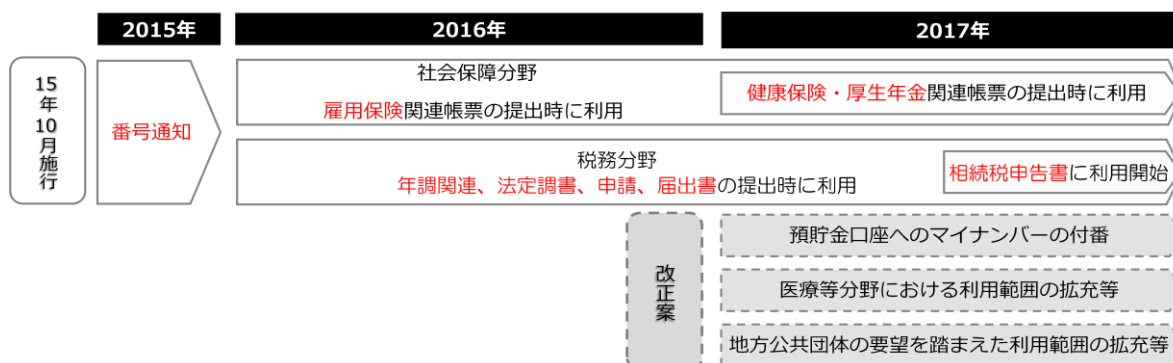 2015年
2016年
2017年
15年10月施行
番号通知
社会保障分野
雇用保険関連帳票の提出時に利用
健康保険・厚生年金関連帳票の提出時に利用
税務分野
年調関連、法定調書、申請、届出書の提出時に利用
相続税申告書に利用開始
改正案
預貯金口座へのマイナンバーの付番
医療等分野における利用範囲の拡充等
地方公共団体の要望を踏まえた利用範囲の拡充等